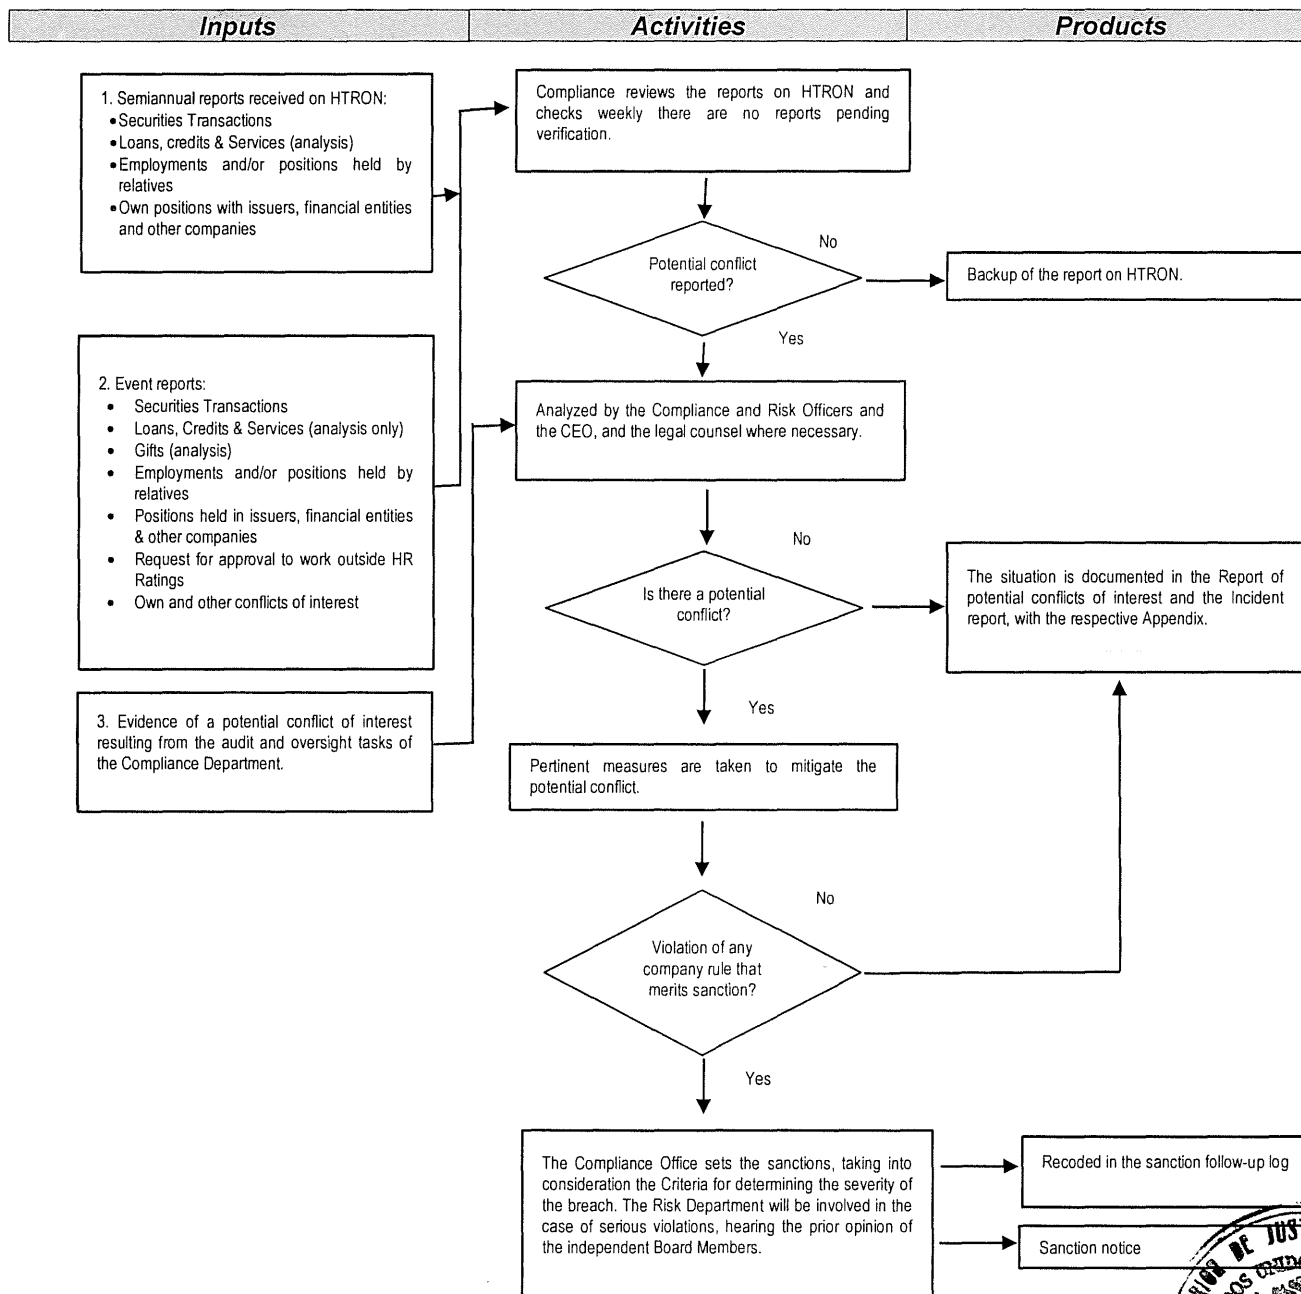 Inputs
Activities
Products
1. Semiannual reports received on HTRON:
•Securities Transactions
•Loans, credits & Services (analysis)
•Employments and/or positions held by
relatives
•Own positions with issuers, financial entities
and other companies
Compliance reviews the reports on HTRON and
checks weekly there are no reports pending
verification.
Potential conflict
reported?
No
Backup of the report on HTRON.
Yes
2. Event reports:
• Securities Transactions
• Loans, Credits & Services (analysis only)
• Gifts (analysis)
• Employments and/or positions held by
relatives
• Positions held in issuers, financial entities
& other companies
• Request for approval to work outside HR
Ratings
• Own and other conflicts of interest
Analyzed by the Compliance and Risk Officers and
the CEO, and the legal counsel where necessary.
Is there a potential
conflict?
No
The situation is documented in the Report of
potential conflicts of interest and the Incident
report, with the respective Appendix.
Yes
3. Evidence of a potential conflict of interest
resulting from the audit and oversight tasks of
the Compliance Department.
Pertinent measures are taken to mitigate the
potential conflict.
Violation of any
company rule that
merits sanction?
No
Yes
The Compliance Office sets the sanctions, taking into
consideration the Criteria for determining the severity of
the breach. The Risk Department will be involved in the
case of serious violations, hearing the prior opinion of
the independent Board Members.
Recoded in the sanction follow-up log
Sanction notice
DE JUS